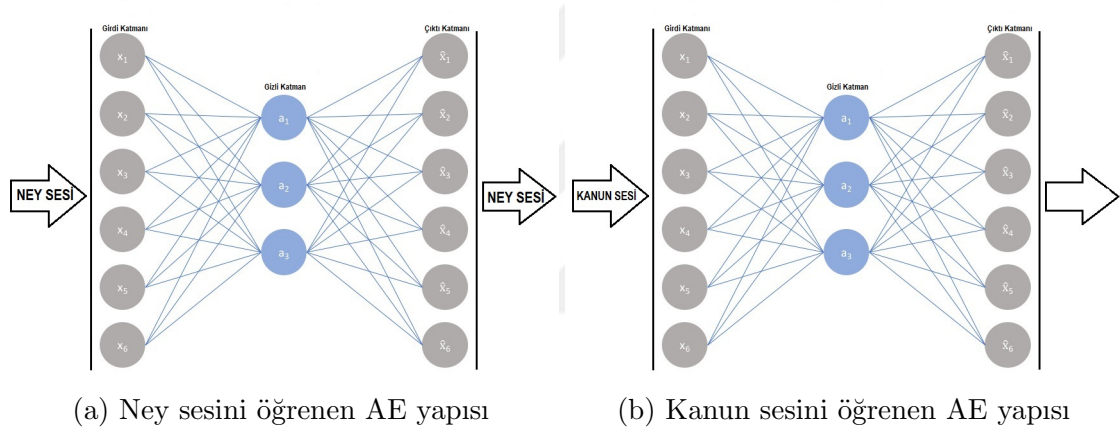 Girdi Katmanı
Çıktı Katmanı
Gizli Katman
x1
x2
x3
x4
x5
x6
a1
a2
a3
x̂1
x̂2
x̂3
x̂4
x̂5
x̂6
NEY SESİ
NEY SESİ
(a) Ney sesini öğrenen AE yapısı
Girdi Katmanı
Çıktı Katmanı
Gizli Katman
x1
x2
x3
x4
x5
x6
a1
a2
a3
x̂1
x̂2
x̂3
x̂4
x̂5
x̂6
KANUN SESİ
(b) Kanun sesini öğrenen AE yapısı